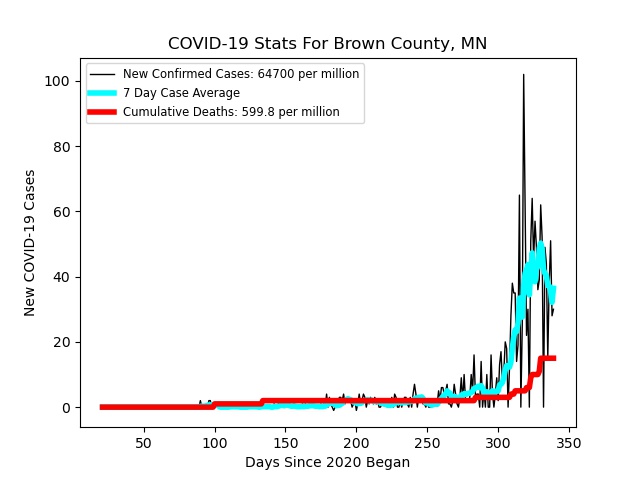 COVID-19 Stats For Brown County, MN
New Confirmed Cases: 64700 per million
7 Day Case Average
Cumulative Deaths: 599.8 per million
New COVID-19 Cases
100
80
60
40
20
0
50
100
150
200
250
300
350
Days Since 2020 Began